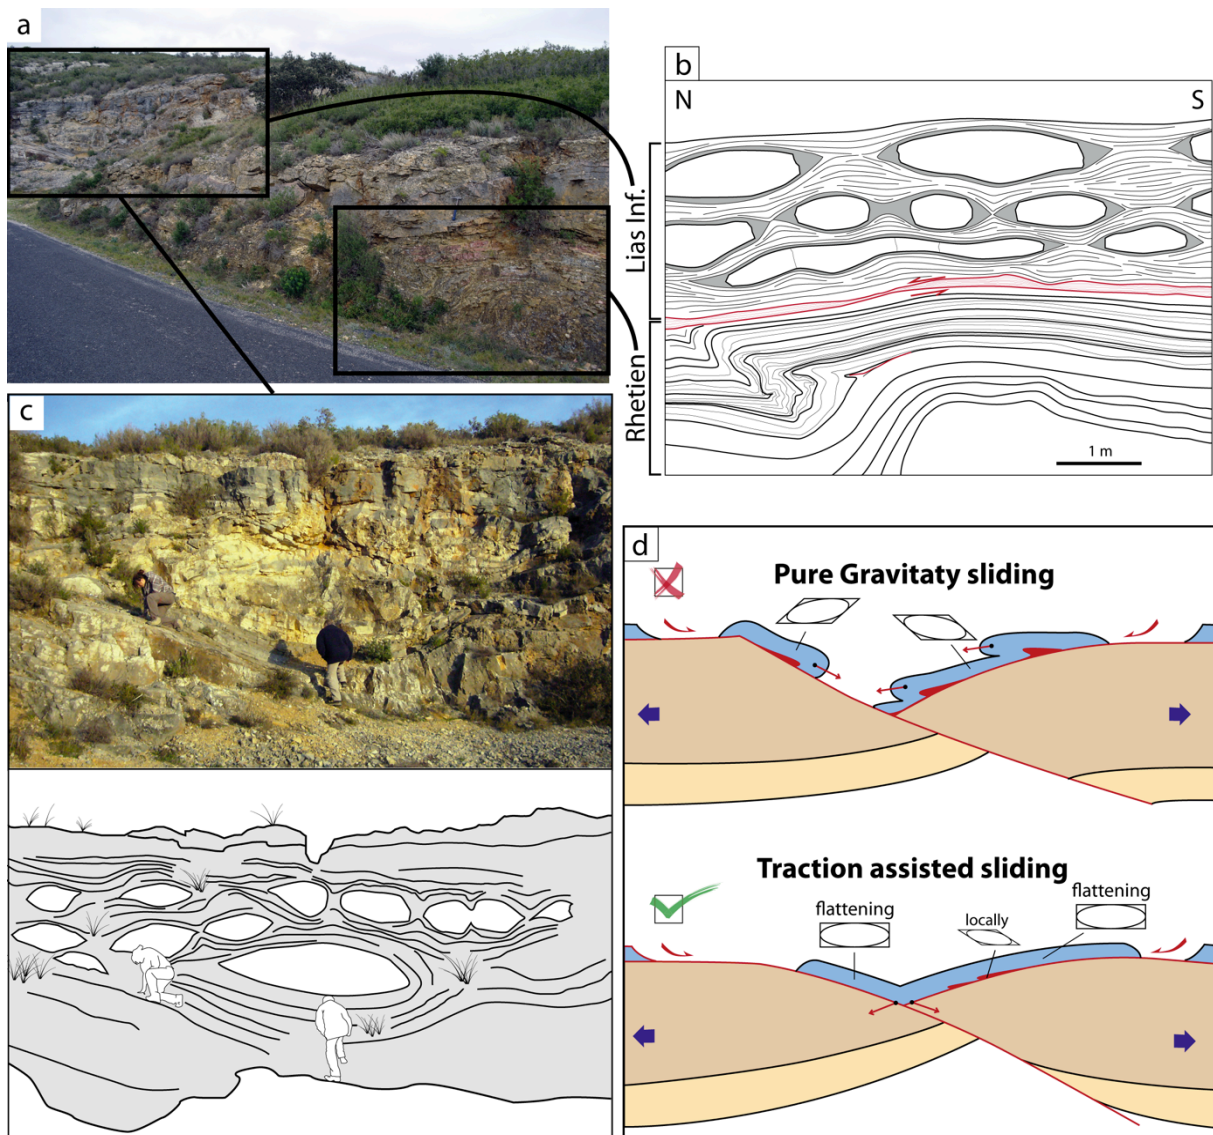 a
b
N S
Lias Inf.
Rhetien
1 m
c
d
Pure Gravitaty sliding
Traction assisted sliding
flattening
locally
flattening